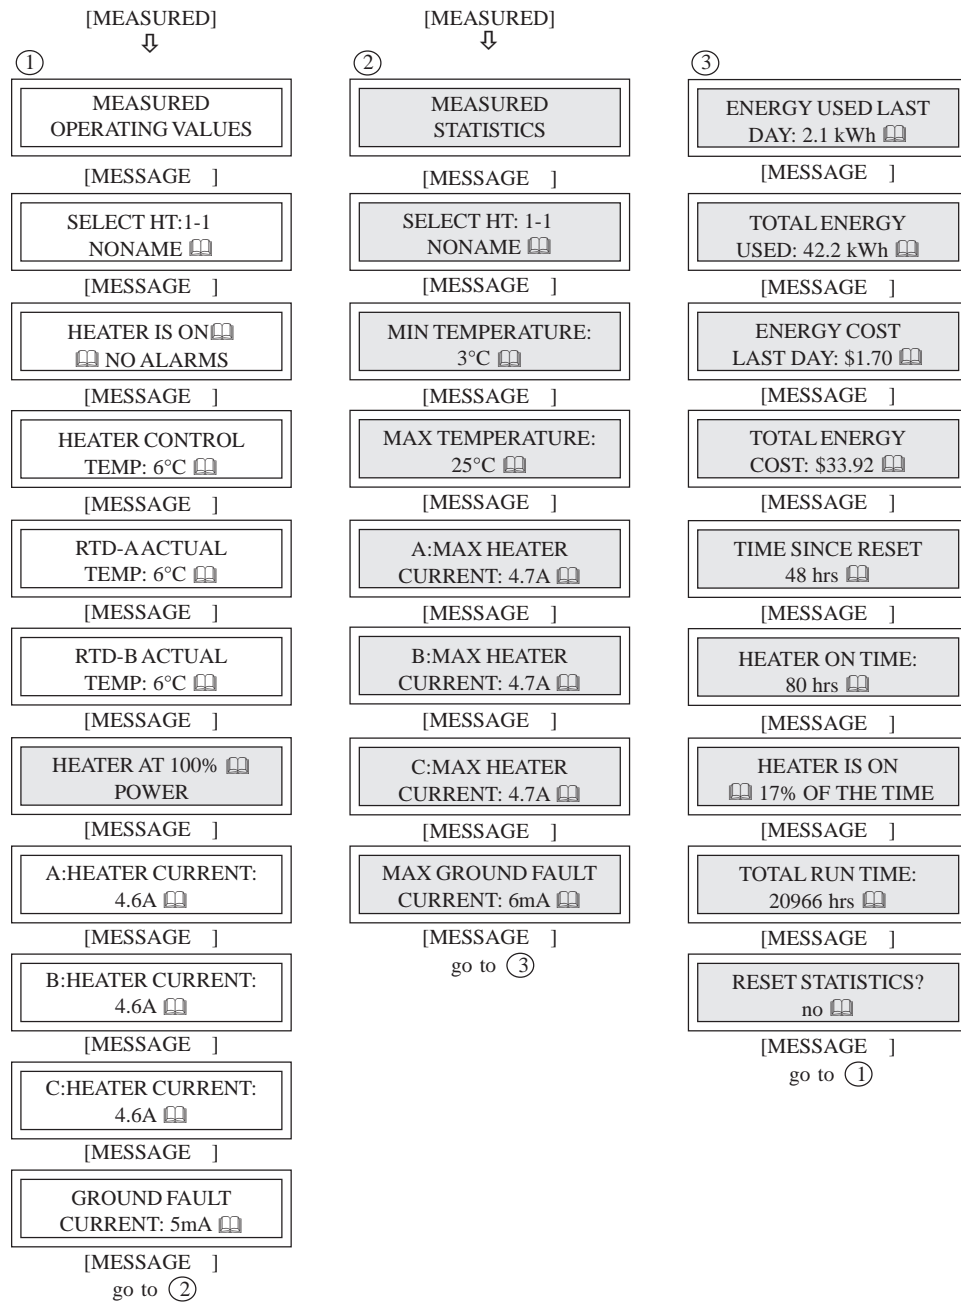 [MEASURED]
1
MEASURED
OPERATING VALUES
[MESSAGE ]
SELECT HT:1-1
NONAME
[MESSAGE ]
HEATER IS ON
NO ALARMS
[MESSAGE ]
HEATER CONTROL
TEMP: 6°C
[MESSAGE ]
RTD-A ACTUAL
TEMP: 6°C
[MESSAGE ]
RTD-B ACTUAL
TEMP: 6°C
[MESSAGE ]
HEATER AT 100%
POWER
[MESSAGE ]
A:HEATER CURRENT:
4.6A
[MESSAGE ]
B:HEATER CURRENT:
4.6A
[MESSAGE ]
C:HEATER CURRENT:
4.6A
[MESSAGE ]
GROUND FAULT
CURRENT: 5mA
[MESSAGE ]
go to 2
[MEASURED]
2
MEASURED
STATISTICS
[MESSAGE ]
SELECT HT: 1-1
NONAME
[MESSAGE ]
MIN TEMPERATURE:
3°C
[MESSAGE ]
MAX TEMPERATURE:
25°C
[MESSAGE ]
A:MAX HEATER
CURRENT: 4.7A
[MESSAGE ]
B:MAX HEATER
CURRENT: 4.7A
[MESSAGE ]
C:MAX HEATER
CURRENT: 4.7A
[MESSAGE ]
MAX GROUND FAULT
CURRENT: 6mA
[MESSAGE ]
go to 3
3
ENERGY USED LAST
DAY: 2.1 kWh
[MESSAGE ]
TOTAL ENERGY
USED: 42.2 kWh
[MESSAGE ]
ENERGY COST
LAST DAY: $1.70
[MESSAGE ]
TOTAL ENERGY
COST: $33.92
[MESSAGE ]
TIME SINCE RESET
48 hrs
[MESSAGE ]
HEATER ON TIME:
80 hrs
[MESSAGE ]
HEATER IS ON
17% OF THE TIME
[MESSAGE ]
TOTAL RUN TIME:
20966 hrs
[MESSAGE ]
RESET STATISTICS?
no
[MESSAGE ]
go to 1